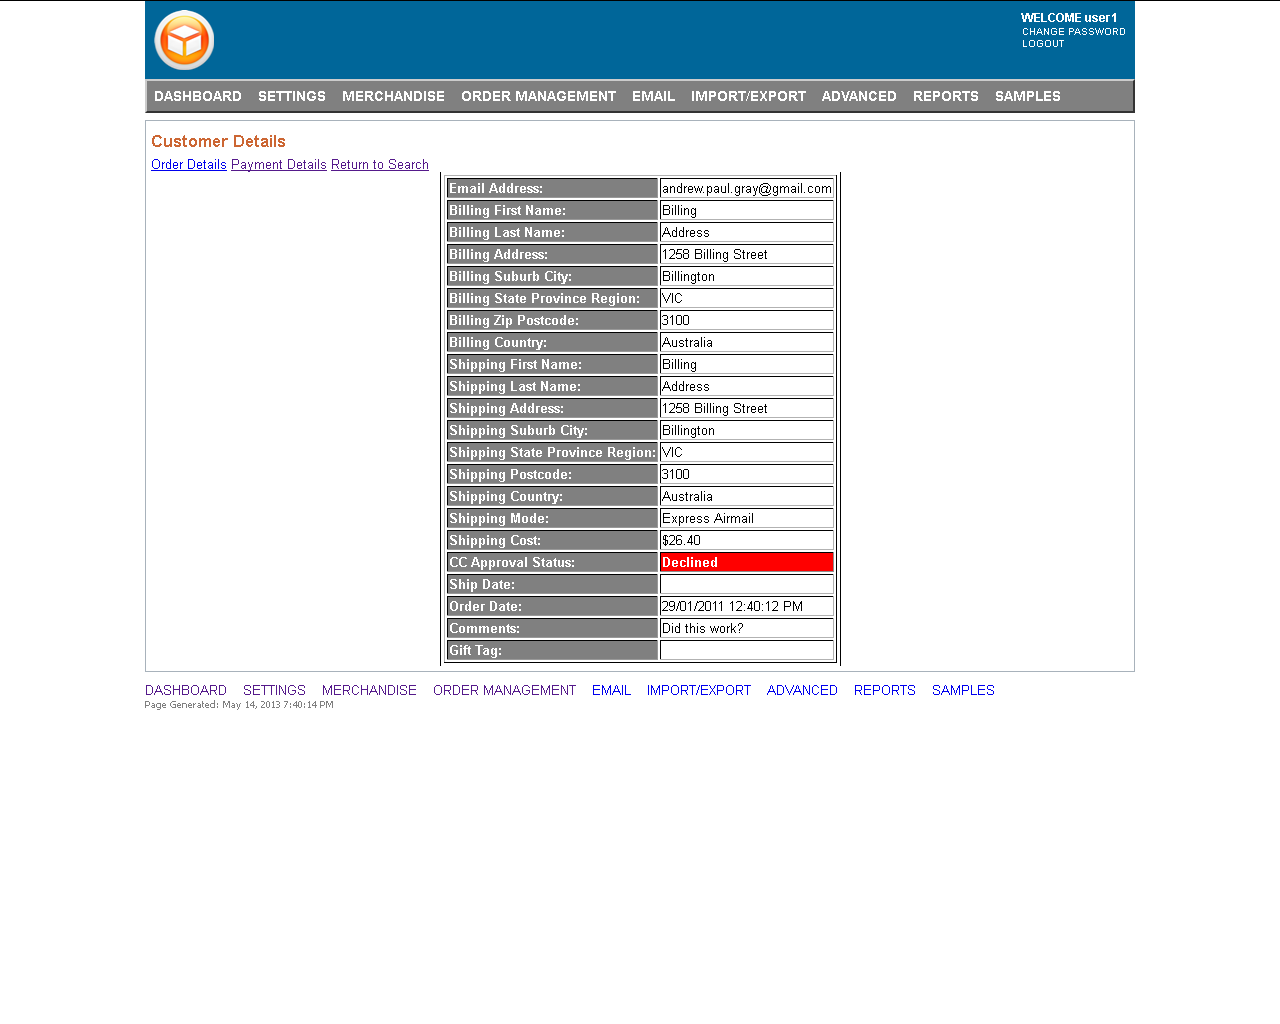 WELCOME user1
CHANGE PASSWORD
LOGOUT
DASHBOARD SETTINGS MERCHANDISE ORDER MANAGEMENT EMAIL IMPORT/EXPORT ADVANCED REPORTS SAMPLES
Customer Details
Order Details Payment Details Return to Search
Email Address: andrew.paul.gray@gmail.com
Billing First Name: Billing
Billing Last Name: Address
Billing Address: 1258 Billing Street
Billing Suburb City: Billington
Billing State Province Region: VIC
Billing Zip Postcode: 3100
Billing Country: Australia
Shipping First Name: Billing
Shipping Last Name: Address
Shipping Address: 1258 Billing Street
Shipping Suburb City: Billington
Shipping State Province Region: VIC
Shipping Postcode: 3100
Shipping Country: Australia
Shipping Mode: Express Airmail
Shipping Cost: $26.40
CC Approval Status: Declined
Ship Date:
Order Date: 29/01/2011 12:40:12 PM
Comments: Did this work?
Gift Tag:
DASHBOARD SETTINGS MERCHANDISE ORDER MANAGEMENT EMAIL IMPORT/EXPORT ADVANCED REPORTS SAMPLES
Page Generated: May 14, 2013 7:40:14 PM